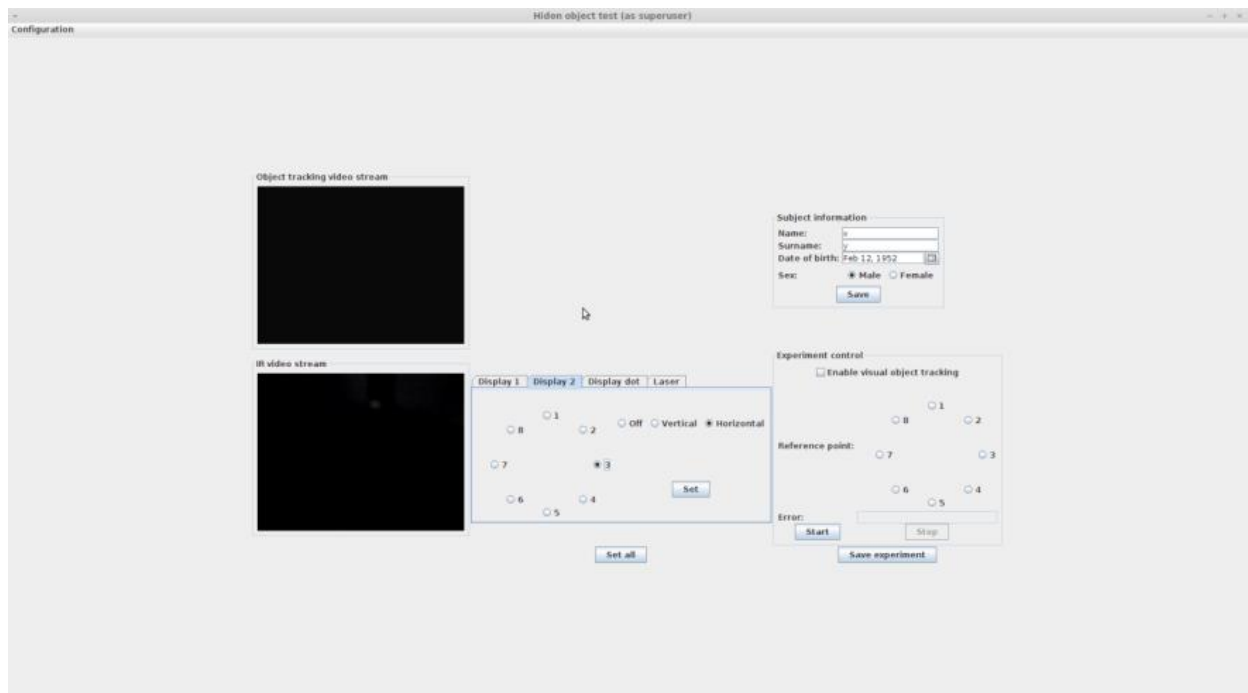 Hidon object test (as superuser)
Configuration
Object tracking video stream
IR video stream
Display 1 Display 2 Display dot Laser
1
8 2
Off Vertical Horizontal
7 3
6 4
5
Set
Set all
Subject information
Name: x
Surname: y
Date of birth: Feb 12, 1952
Sex: Male Female
Save
Experiment control
Enable visual object tracking
1
8 2
Reference point:
7 3
6 4
5
Error:
Start Stop
Save experiment